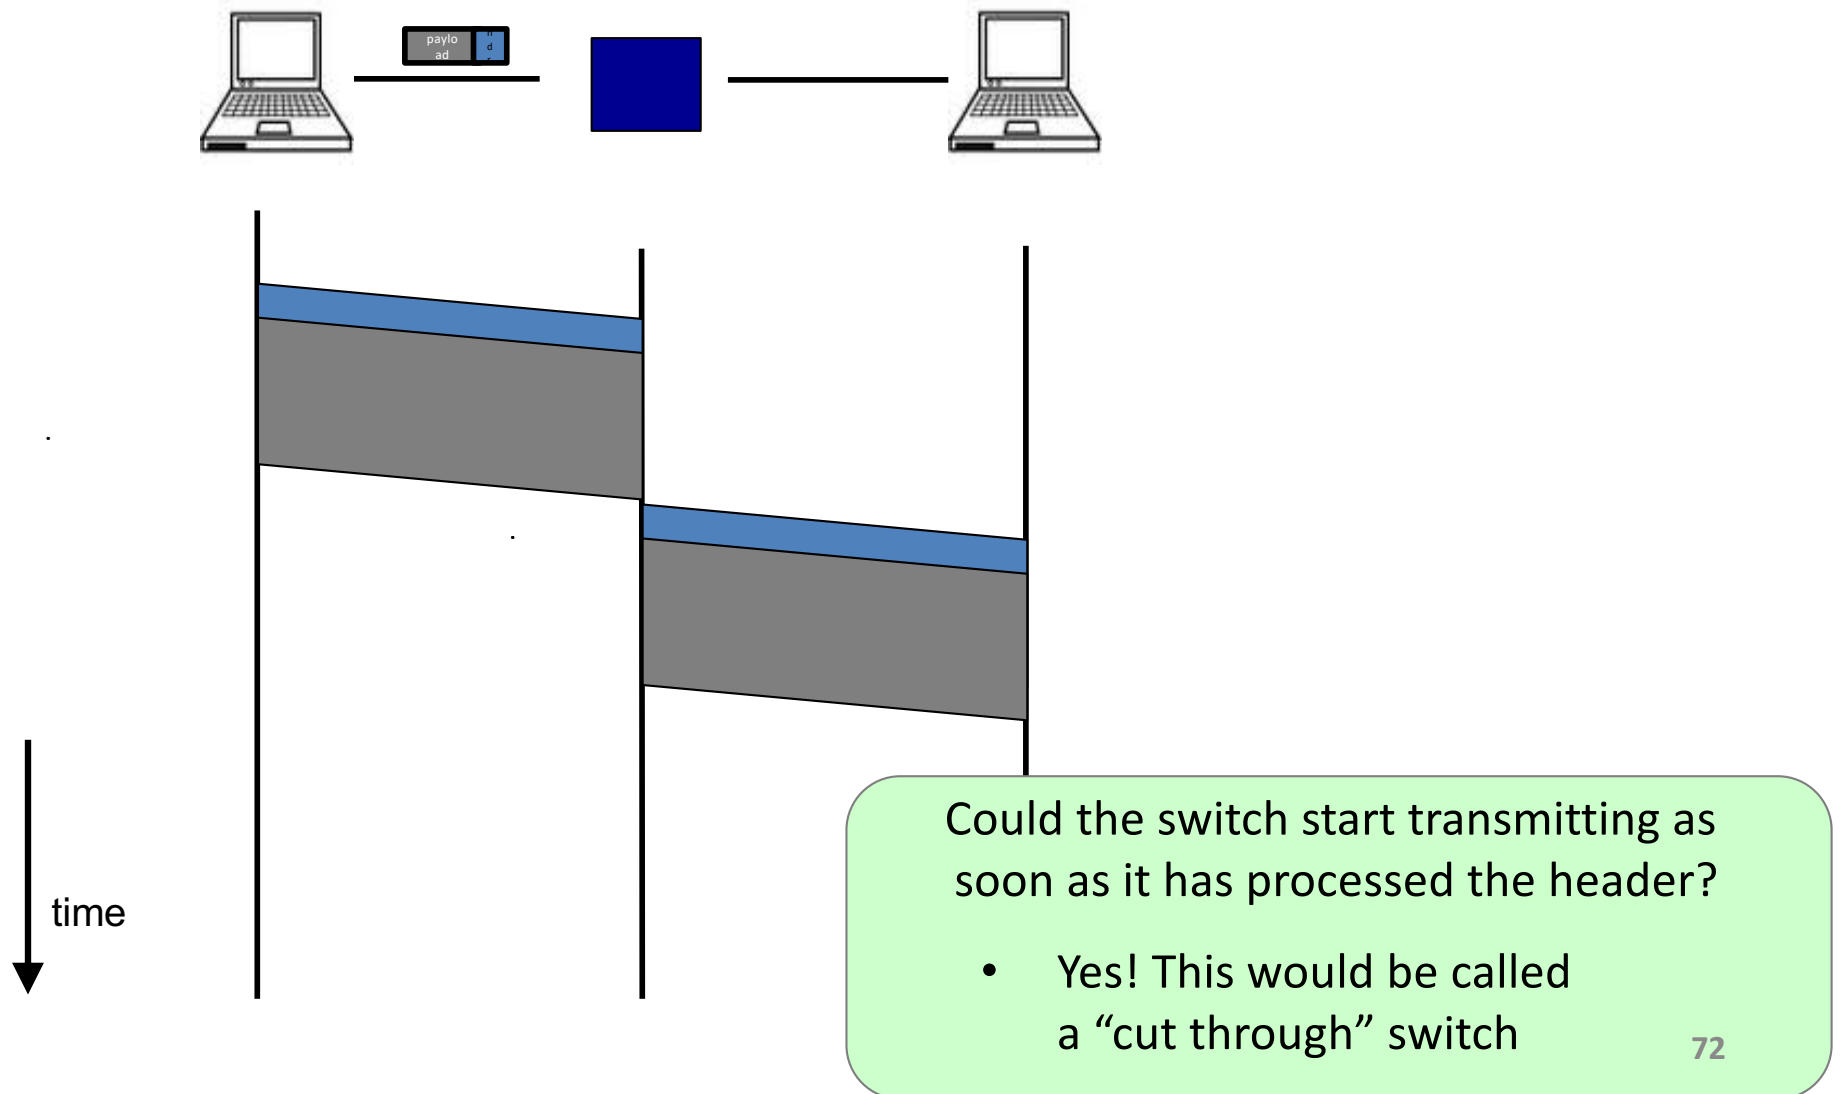 paylo
ad
d
time
Could the switch start transmitting as
soon as it has processed the header?
• Yes! This would be called
a “cut through” switch
72